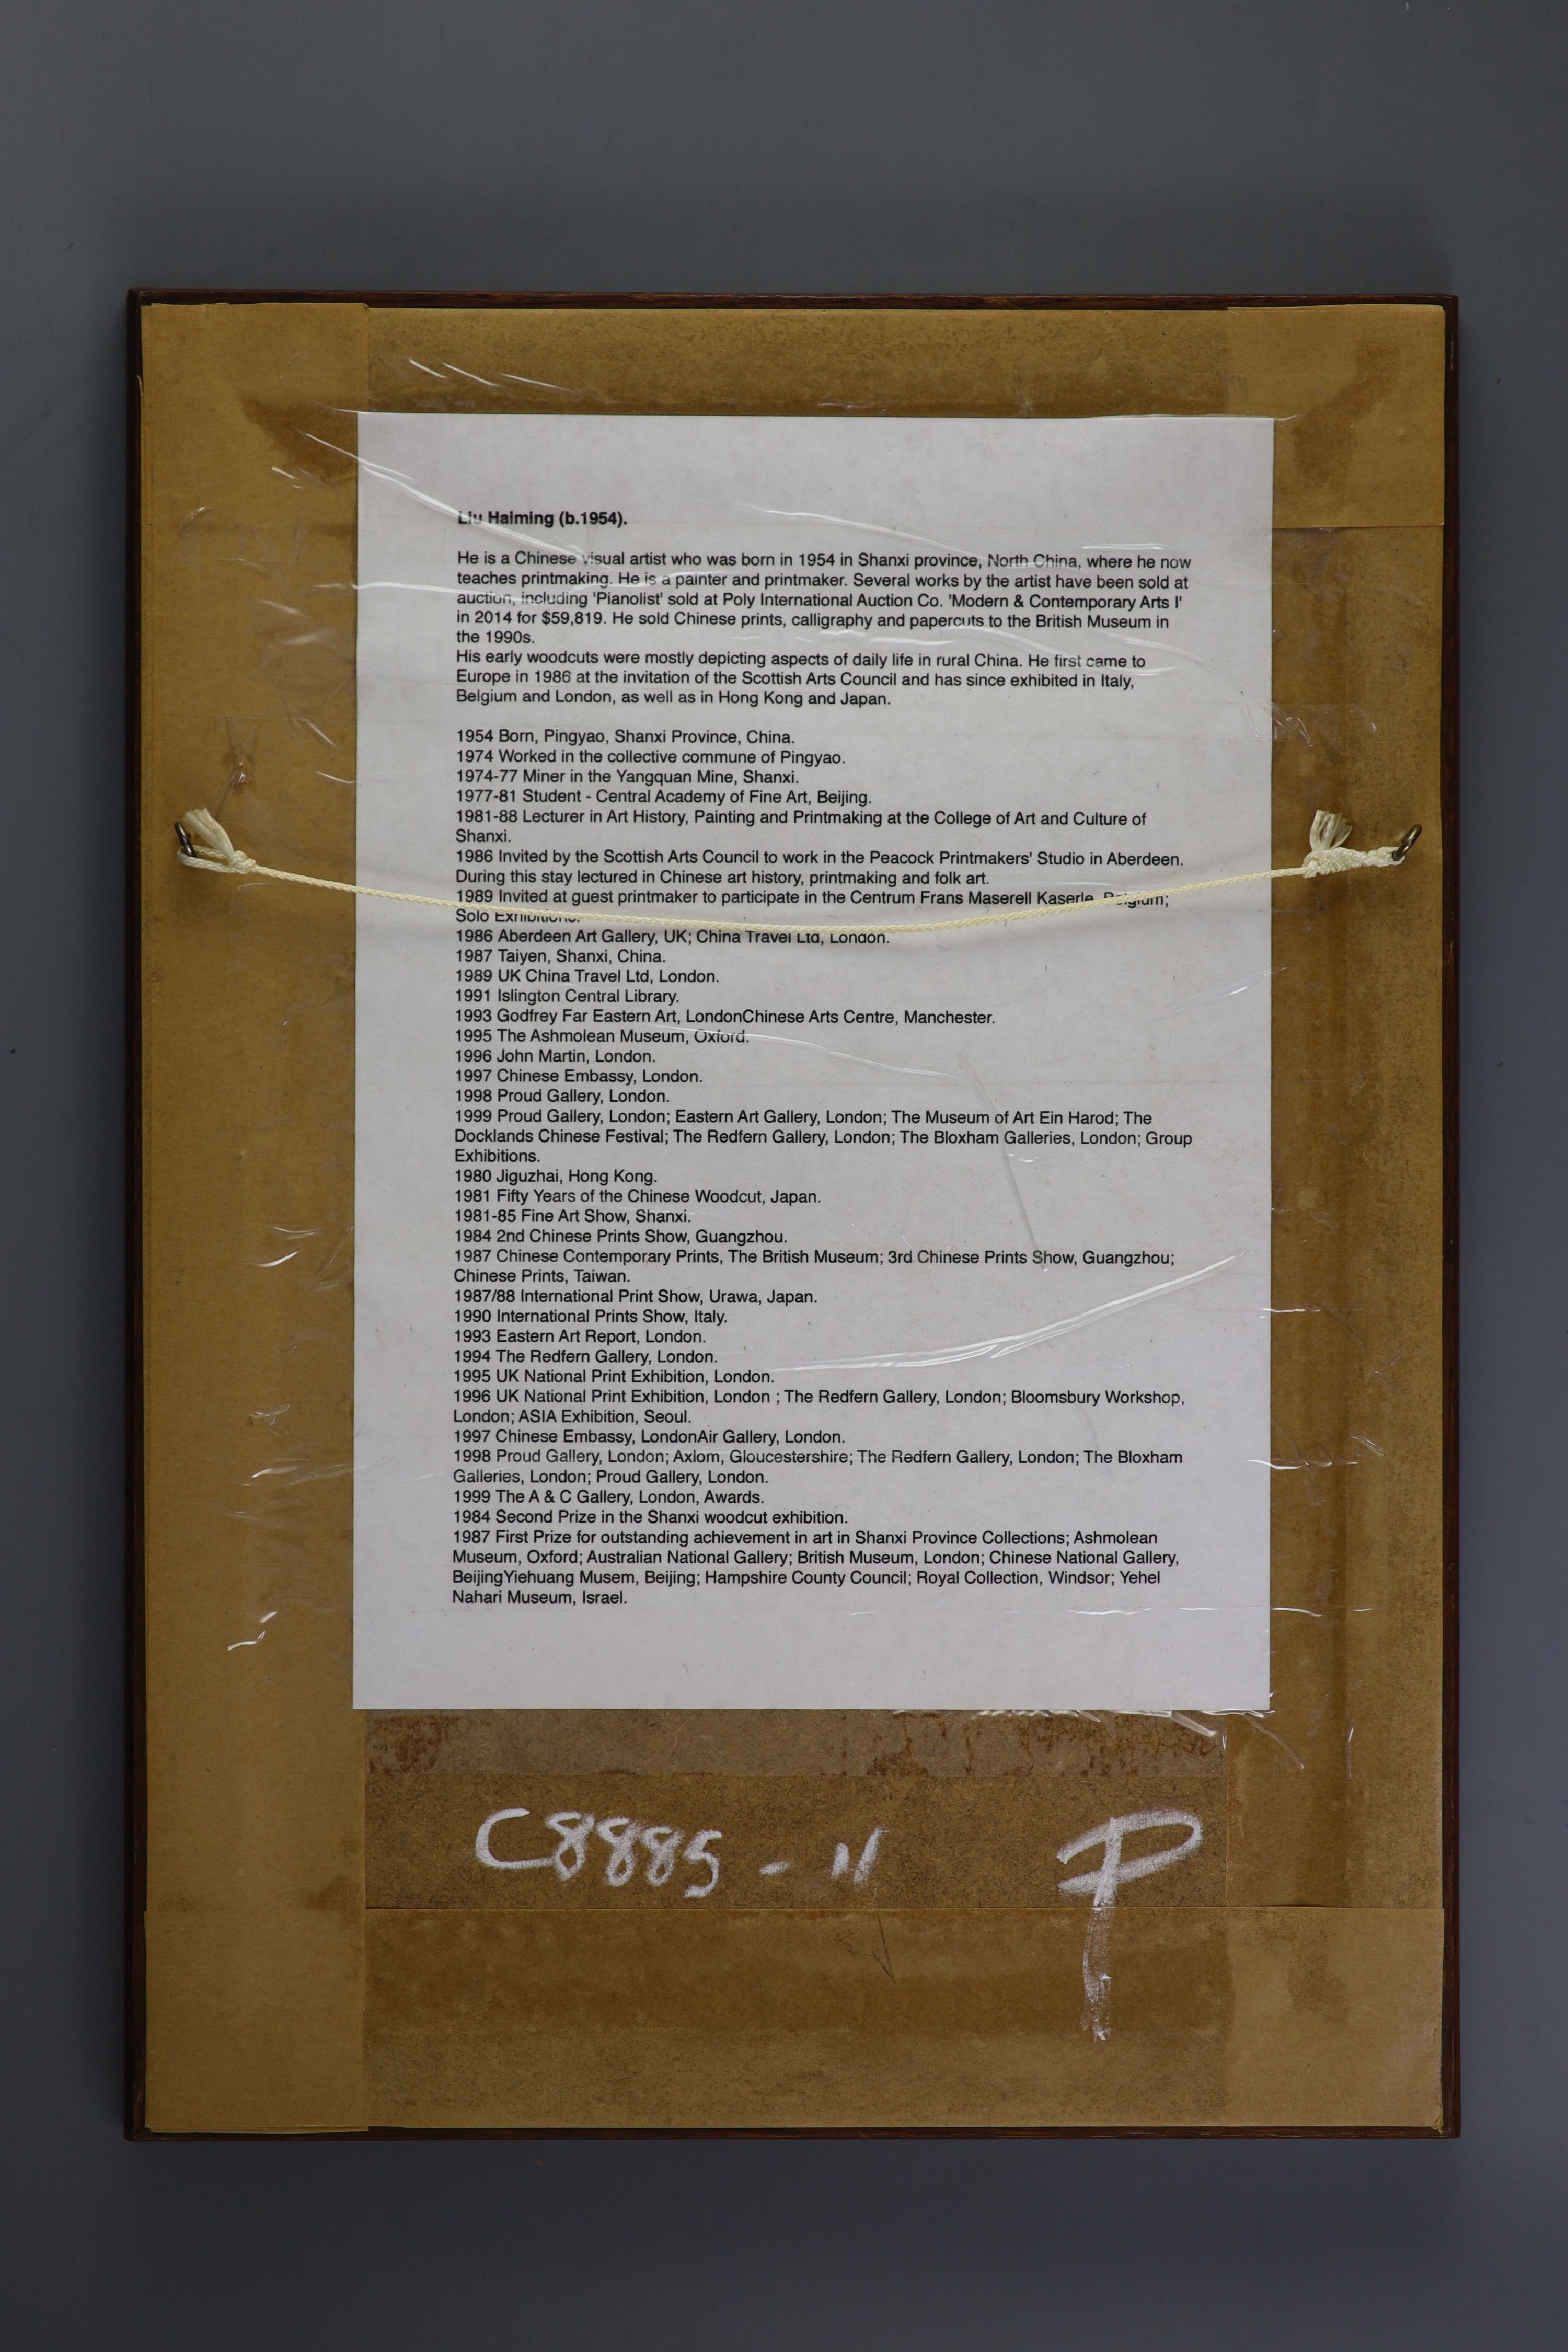 Liu Haiming (b.1954).
He is a Chinese visual artist who was born in 1954 in Shanxi province, North China, where he now
teaches printmaking. He is a painter and printmaker. Several works by the artist have been sold at
auction, including 'Pianolist' sold at Poly International Auction Co. 'Modern & Contemporary Arts I'
in 2014 for $59,819. He sold Chinese prints, calligraphy and papercuts to the British Museum in
the 1990s.
His early woodcuts were mostly depicting aspects of daily life in rural China. He first came to
Europe in 1986 at the invitation of the Scottish Arts Council and has since exhibited in Italy,
Belgium and London, as well as in Hong Kong and Japan.
1954 Born, Pingyao, Shanxi Province, China.
1974 Worked in the collective commune of Pingyao.
1974-77 Miner in the Yangquan Mine, Shanxi.
1977-81 Student - Central Academy of Fine Art, Beijing.
1981-88 Lecturer in Art History, Painting and Printmaking at the College of Art and Culture of
Shanxi.
1986 Invited by the Scottish Arts Council to work in the Peacock Printmakers' Studio in Aberdeen.
During this stay lectured in Chinese art history, printmaking and folk art.
1989 Invited at guest printmaker to participate in the Centrum Frans Maserell Kaserle, Belgium;
Solo Exhibitions.
1986 Aberdeen Art Gallery, UK; China Travel Ltd, London.
1987 Taiyen, Shanxi, China.
1989 UK China Travel Ltd, London.
1991 Islington Central Library.
1993 Godfrey Far Eastern Art, LondonChinese Arts Centre, Manchester.
1995 The Ashmolean Museum, Oxford.
1996 John Martin, London.
1997 Chinese Embassy, London.
1998 Proud Gallery, London.
1999 Proud Gallery, London; Eastern Art Gallery, London; The Museum of Art Ein Harod; The
Docklands Chinese Festival; The Redfern Gallery, London; The Bloxham Galleries, London; Group
Exhibitions.
1980 Jiguzhai, Hong Kong.
1981 Fifty Years of the Chinese Woodcut, Japan.
1981-85 Fine Art Show, Shanxi.
1984 2nd Chinese Prints Show, Guangzhou.
1987 Chinese Contemporary Prints, The British Museum; 3rd Chinese Prints Show, Guangzhou;
Chinese Prints, Taiwan.
1987/88 International Print Show, Urawa, Japan.
1990 International Prints Show, Italy.
1993 Eastern Art Report, London.
1994 The Redfern Gallery, London.
1995 UK National Print Exhibition, London.
1996 UK National Print Exhibition, London ; The Redfern Gallery, London; Bloomsbury Workshop,
London; ASIA Exhibition, Seoul.
1997 Chinese Embassy, LondonAir Gallery, London.
1998 Proud Gallery, London; Axiom, Gloucestershire; The Redfern Gallery, London; The Bloxham
Galleries, London; Proud Gallery, London.
1999 The A & C Gallery, London, Awards.
1984 Second Prize in the Shanxi woodcut exhibition.
1987 First Prize for outstanding achievement in art in Shanxi Province Collections; Ashmolean
Museum, Oxford; Australian National Gallery; British Museum, London; Chinese National Gallery,
BeijingYiehuang Musem, Beijing; Hampshire County Council; Royal Collection, Windsor; Yehel
Nahari Museum, Israel.
C8885 - 11 P